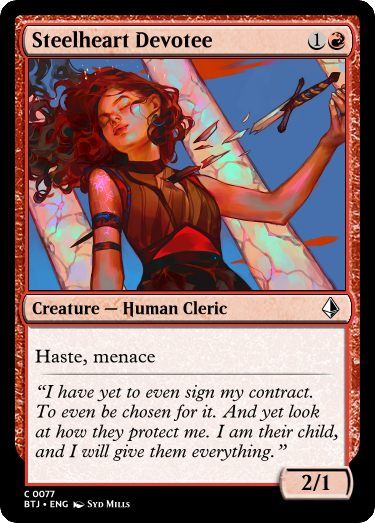 Steelheart Devotee 1
Creature — Human Cleric
Haste, menace
“I have yet to even sign my contract.
To even be chosen for it. And yet look
at how they protect me. I am their child,
and I will give them everything.”
2/1
C 0077
BTJ • ENG Syd Mills